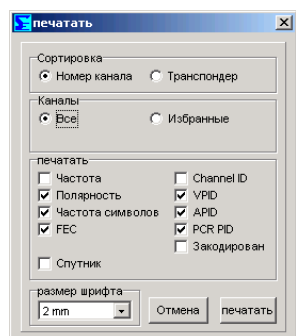 печатать
Сортировка
Номер канала Транспондер
Каналы
Все Избранные
печатать
Частота Channel ID
Полярность VPID
Частота символов APID
FEC PCR PID
Закодирован
Спутник
размер шрифта
2 mm Отмена печатать